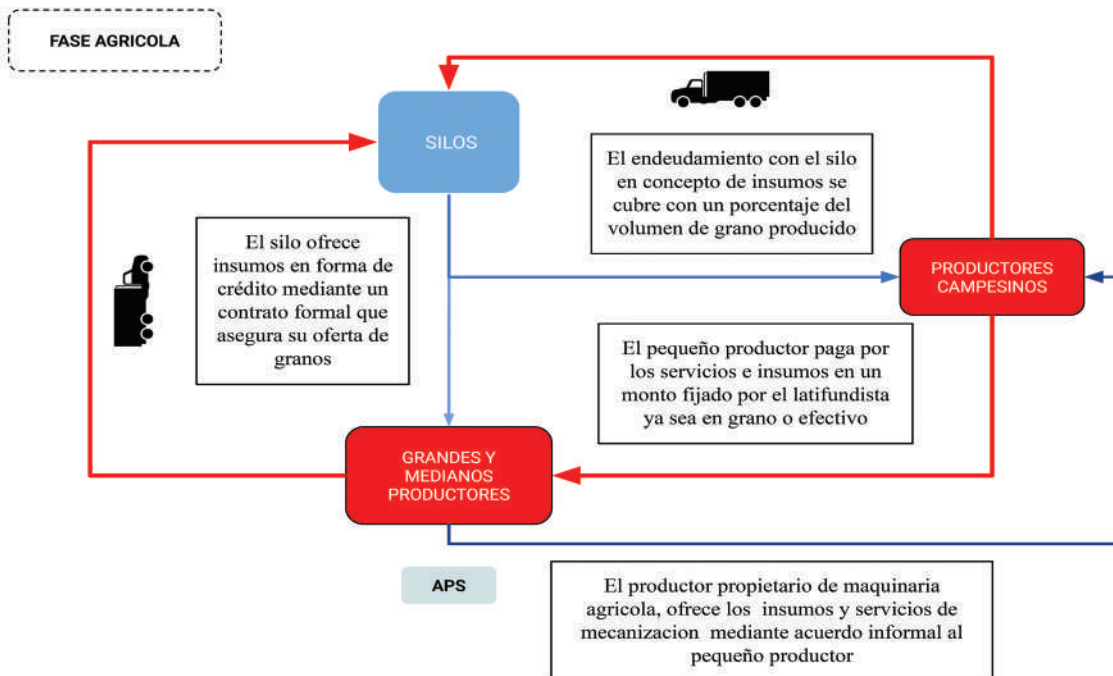 FASE AGRICOLA
SILOS
El endeudamiento con el silo
en concepto de insumos se
cubre con un porcentaje del
volumen de grano producido
El silo ofrece
insumos en forma de
crédito mediante un
contrato formal que
asegura su oferta de
granos
PRODUCTORES
CAMPESINOS
El pequeño productor paga por
los servicios e insumos en un
monto fijado por el latifundista
ya sea en grano o efectivo
GRANDES Y
MEDIANOS
PRODUCTORES
APS
El productor propietario de maquinaria
agricola, ofrece los insumos y servicios de
mecanizacion mediante acuerdo informal al
pequeño productor